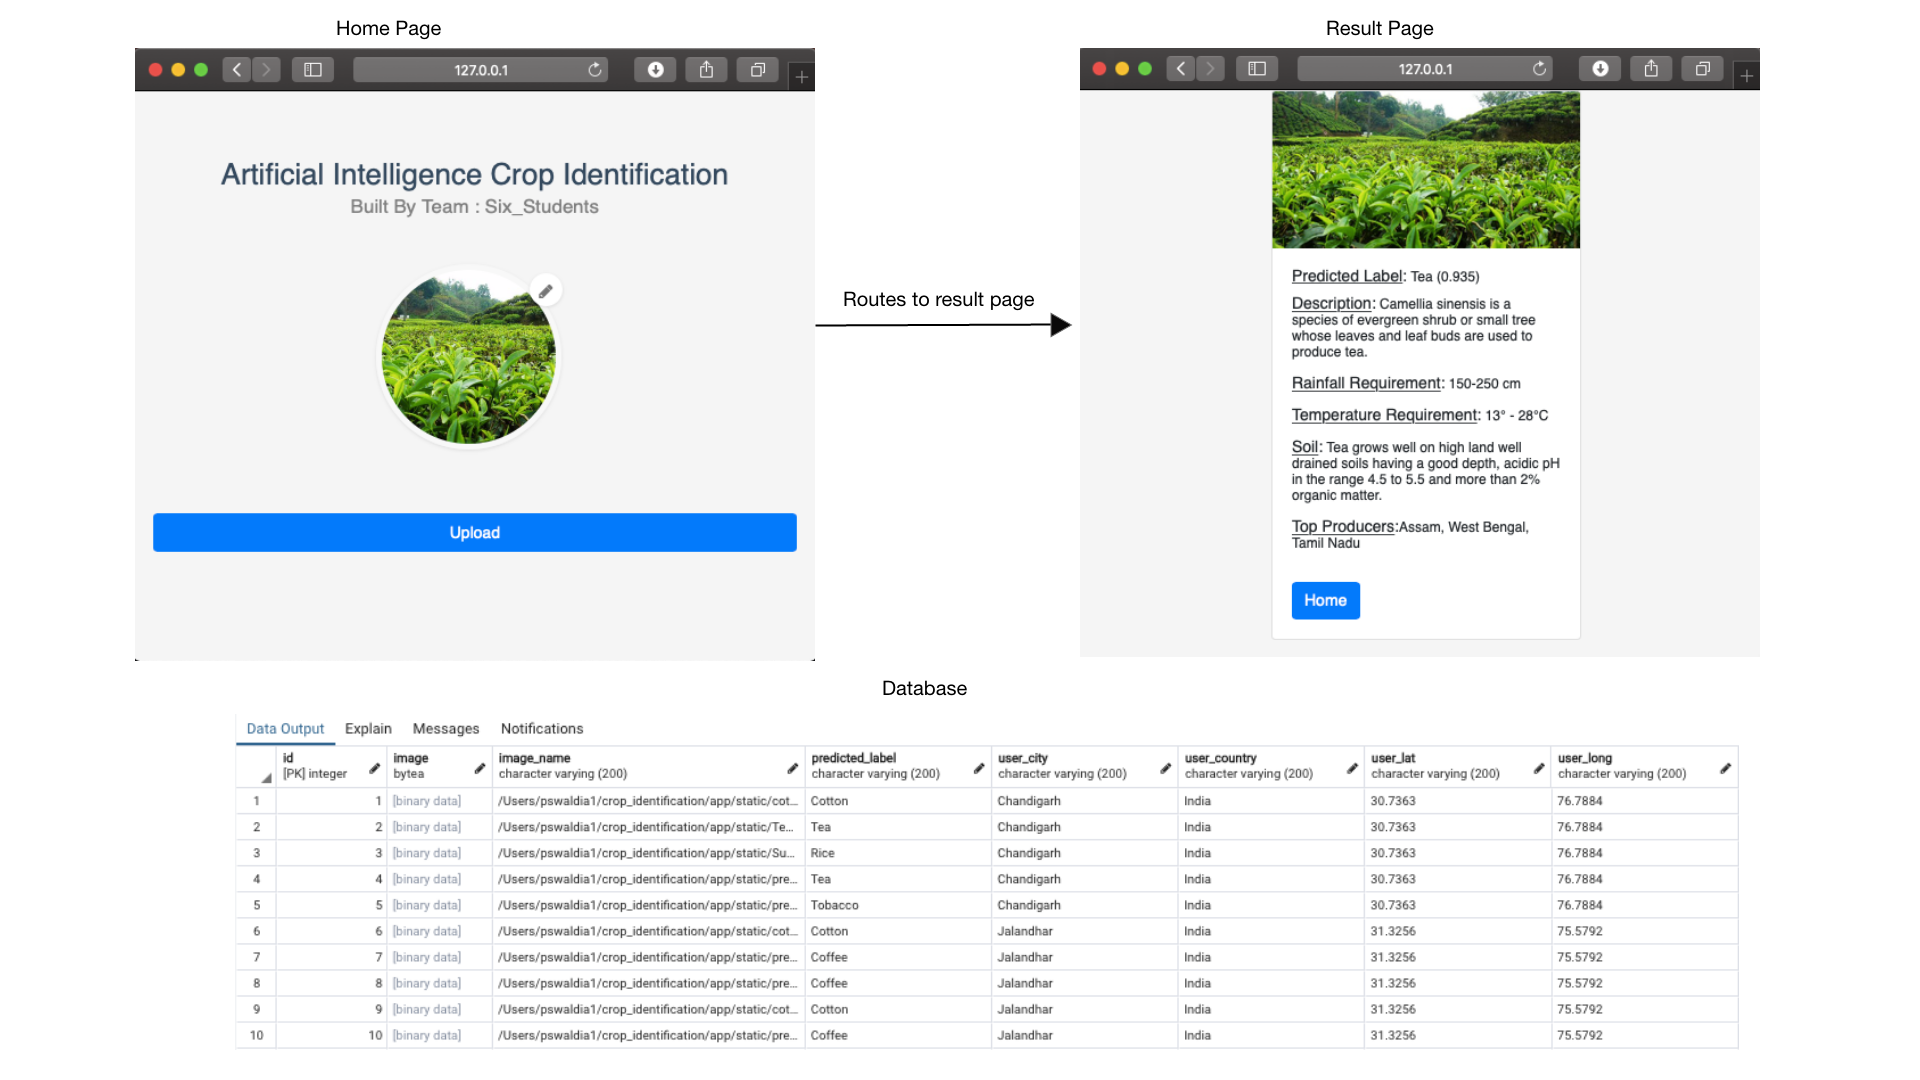 Home Page
127.0.0.1
Artificial Intelligence Crop Identification
Built By Team : Six_Students
Upload
Routes to result page
Result Page
127.0.0.1
Predicted Label: Tea (0.935)
Description: Camellia sinensis is a
species of evergreen shrub or small tree
whose leaves and leaf buds are used to
produce tea.
Rainfall Requirement: 150-250 cm
Temperature Requirement: 13° - 28°C
Soil: Tea grows well on high land well
drained soils having a good depth, acidic pH
in the range 4.5 to 5.5 and more than 2%
organic matter.
Top Producers:Assam, West Bengal,
Tamil Nadu
Home
Database
Data Output Explain Messages Notifications
id image image_name predicted_label user_city user_country user_lat user_long
[PK] integer bytea character varying (200) character varying (200) character varying (200) character varying (200) character varying (200) character varying (200)
1 1 [binary data] /Users/pswaldia1/crop_identification/app/static/cot... Cotton Chandigarh India 30.7363 76.7884
2 2 [binary data] /Users/pswaldia1/crop_identification/app/static/Te... Tea Chandigarh India 30.7363 76.7884
3 3 [binary data] /Users/pswaldia1/crop_identification/app/static/Su... Rice Chandigarh India 30.7363 76.7884
4 4 [binary data] /Users/pswaldia1/crop_identification/app/static/pre... Tea Chandigarh India 30.7363 76.7884
5 5 [binary data] /Users/pswaldia1/crop_identification/app/static/pre... Tobacco Chandigarh India 30.7363 76.7884
6 6 [binary data] /Users/pswaldia1/crop_identification/app/static/cot... Cotton Jalandhar India 31.3256 75.5792
7 7 [binary data] /Users/pswaldia1/crop_identification/app/static/pre... Coffee Jalandhar India 31.3256 75.5792
8 8 [binary data] /Users/pswaldia1/crop_identification/app/static/pre... Coffee Jalandhar India 31.3256 75.5792
9 9 [binary data] /Users/pswaldia1/crop_identification/app/static/cot... Cotton Jalandhar India 31.3256 75.5792
10 10 [binary data] /Users/pswaldia1/crop_identification/app/static/pre... Coffee Jalandhar India 31.3256 75.5792